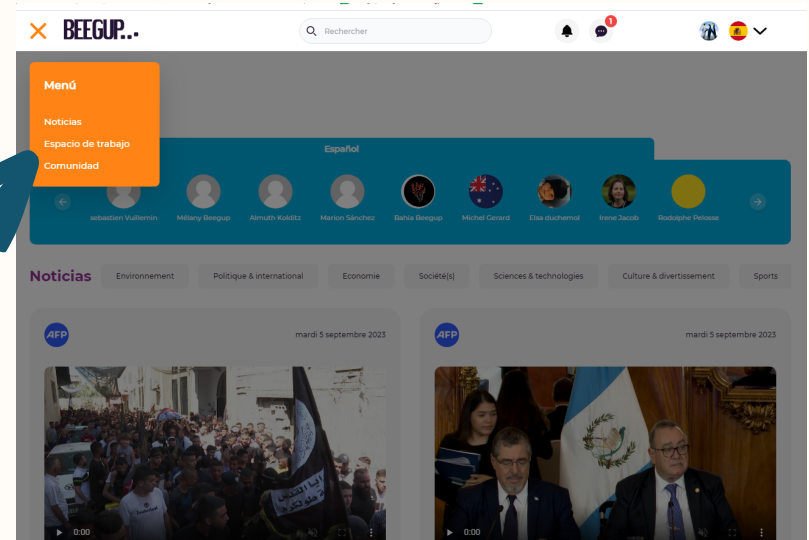 BEEGUP...
Rechercher
1
Menú
Noticias
Espacio de trabajo
Comunidad
Español
sebastien Vuillemin
Mélany Beegup
Almuth Kolditz
Marion Sánchez
Bahia Beegup
Michel Gerard
Elsa duchemol
Irene Jacob
Rodolphe Pelosse
Noticias
Environnement
Politique & international
Economie
Société(s)
Sciences & technologies
Culture & divertissement
Sports
AFP
mardi 5 septembre 2023
AFP
mardi 5 septembre 2023
0:00
0:00